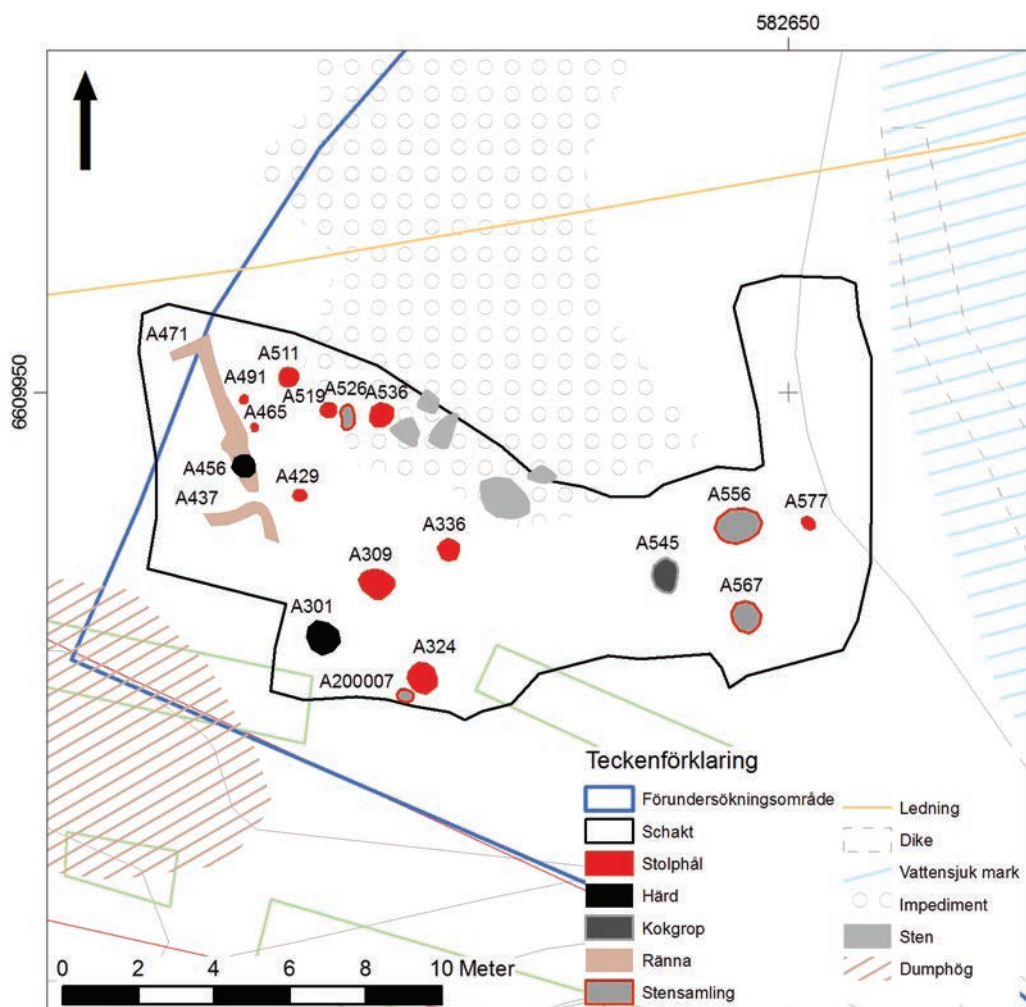 582650
6609950
A471
A511
A491
A519
A526
A536
A465
A456
A429
A437
A556
A577
A336
A545
A309
A567
A301
A324
A200007
Teckenförklaring
Förundersökningsområde
Schakt
Stolphål
Härd
Kokgrop
Ränna
Stensamling
Ledning
Dike
Vattensjuk mark
Impediment
Sten
Dumphög
0 2 4 6 8 10 Meter